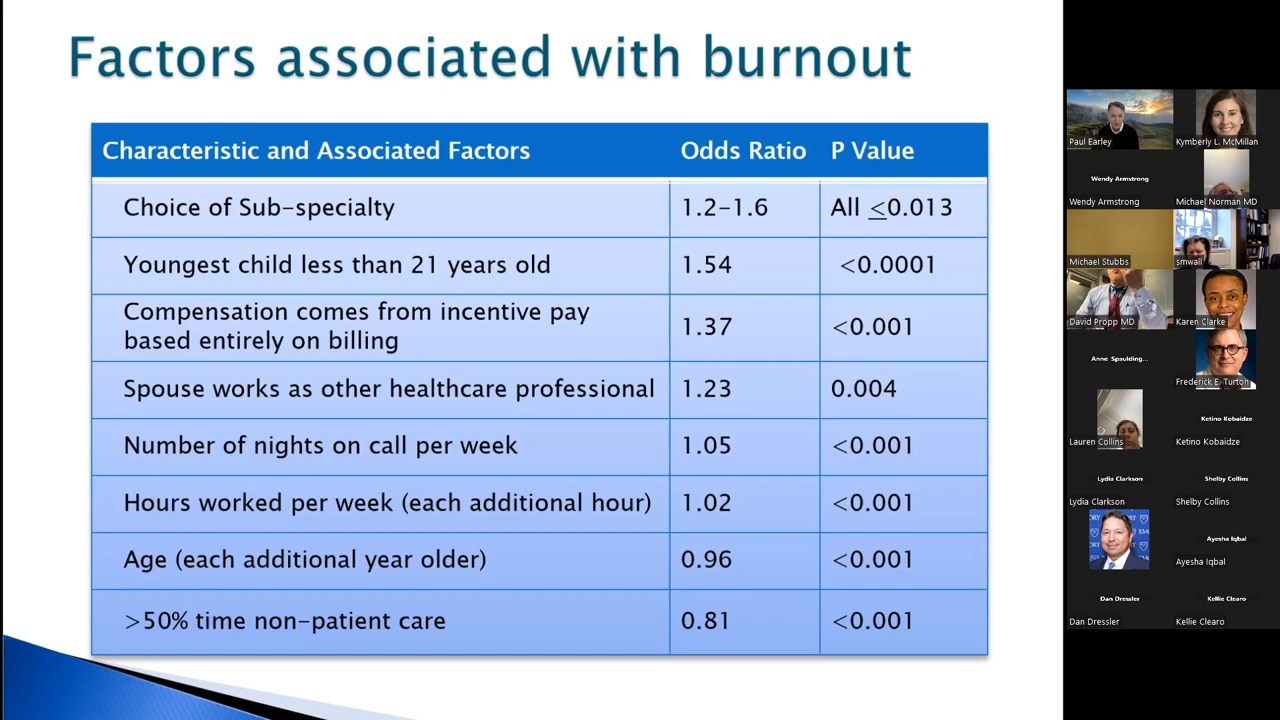 Factors associated with burnout
Characteristic and Associated Factors Odds Ratio P Value
Choice of Sub-specialty 1.2-1.6 All ≤0.013
Youngest child less than 21 years old 1.54 <0.0001
Compensation comes from incentive pay
based entirely on billing 1.37 <0.001
Spouse works as other healthcare professional 1.23 0.004
Number of nights on call per week 1.05 <0.001
Hours worked per week (each additional hour) 1.02 <0.001
Age (each additional year older) 0.96 <0.001
>50% time non-patient care 0.81 <0.001
Paul Earley
Kymberly L. McMillan
Wendy Armstrong
Wendy Armstrong
Michael Norman MD
Michael Stubbs
smwall
David Propp MD
Karen Clarke
Anne Spaulding...
Frederick E. Turton
Lauren Collins
Ketino Kobaidze
Ketino Kobaidze
Lydia Clarkson
Lydia Clarkson
Shelby Collins
Shelby Collins
Ayesha Iqbal
Ayesha Iqbal
Dan Dressler
Dan Dressler
Kellie Clearo
Kellie Clearo